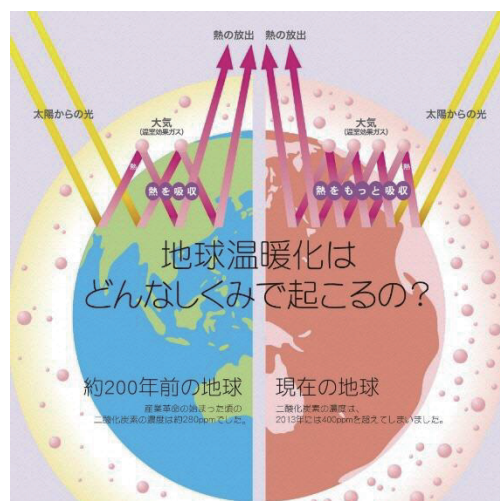 熱の放出 熱の放出
太陽からの光
大気
(温室効果ガス)
大気
(温室効果ガス)
太陽からの光
熱
熱
熱を吸収
熱をもっと吸収
地球温暖化は
どんなしくみで起こるの?
約200年前の地球
産業革命の始まった頃の
二酸化炭素の濃度は約280ppmでした。
現在の地球
二酸化炭素の濃度は、
2013年には400ppmを超えてしまいました。